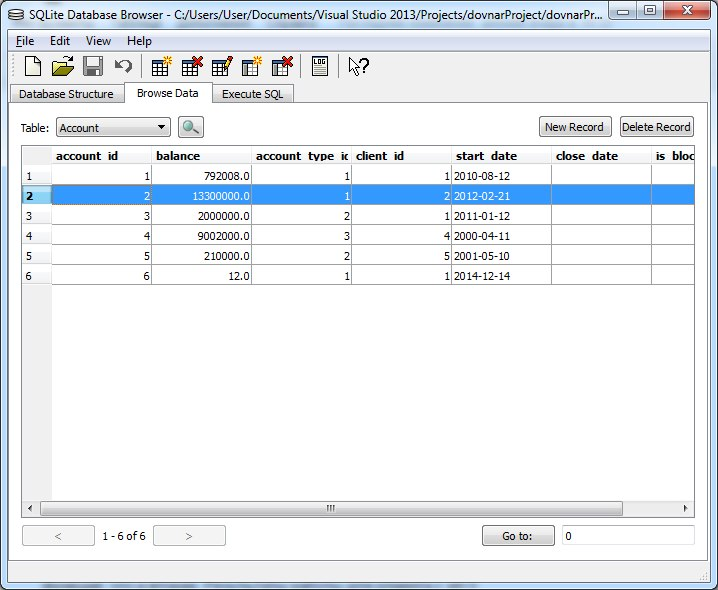 SQLite Database Browser - C:/Users/User/Documents/Visual Studio 2013/Projects/dovnarProject/dovnarPr...
File Edit View Help
LOG
Database Structure Browse Data Execute SQL
Table: Account New Record Delete Record
account_id balance account_type_ic client_id start_date close_date is_bloc
1 1 792008.0 1 1 2010-08-12
2 2 13300000.0 1 2 2012-02-21
3 3 2000000.0 2 1 2011-01-12
4 4 9002000.0 3 4 2000-04-11
5 5 210000.0 2 5 2001-05-10
6 6 12.0 1 1 2014-12-14
< 1 - 6 of 6 > Go to: 0